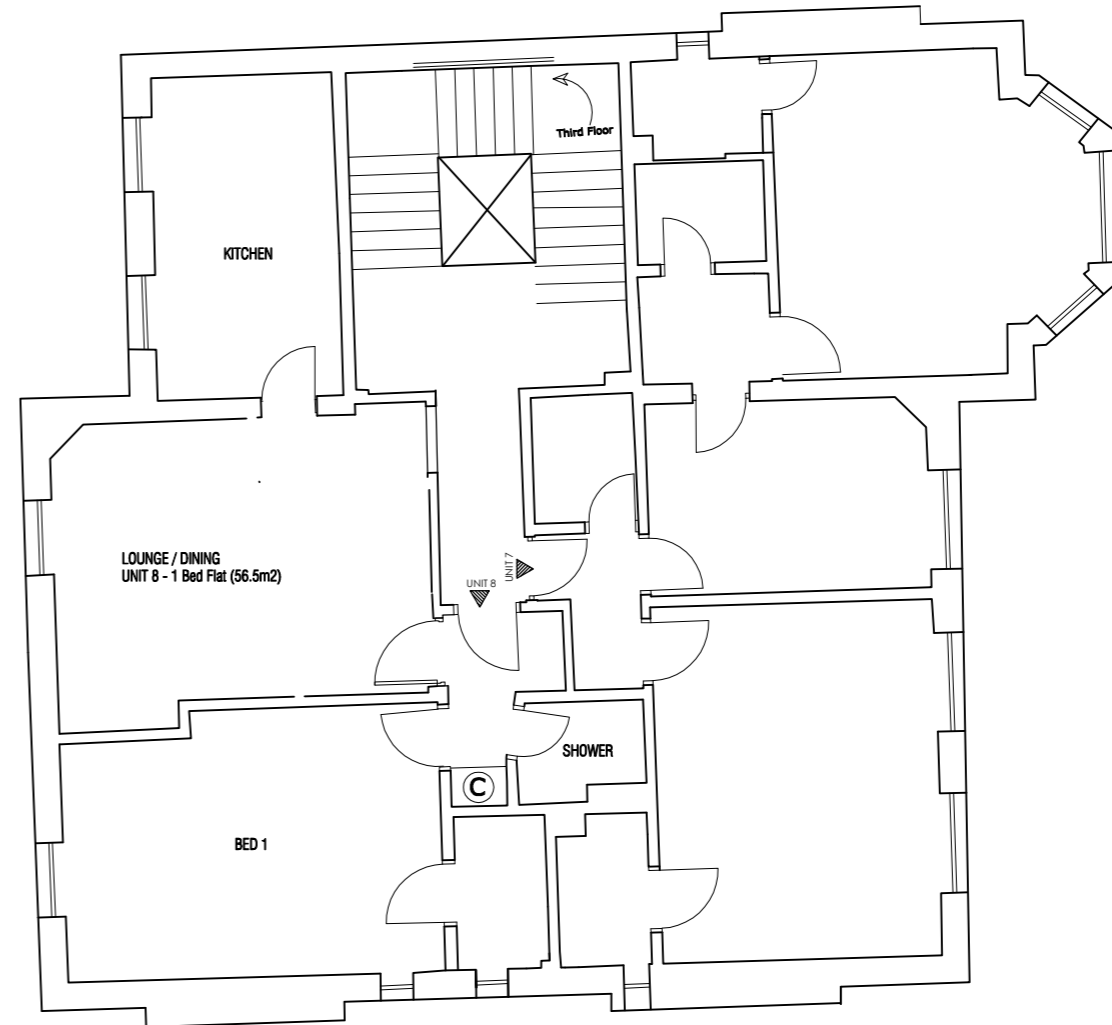 Third Floor
KITCHEN
LOUNGE / DINING
UNIT 8 - 1 Bed Flat (56.5m2)
UNIT 7
UNIT 8
SHOWER
C
BED 1